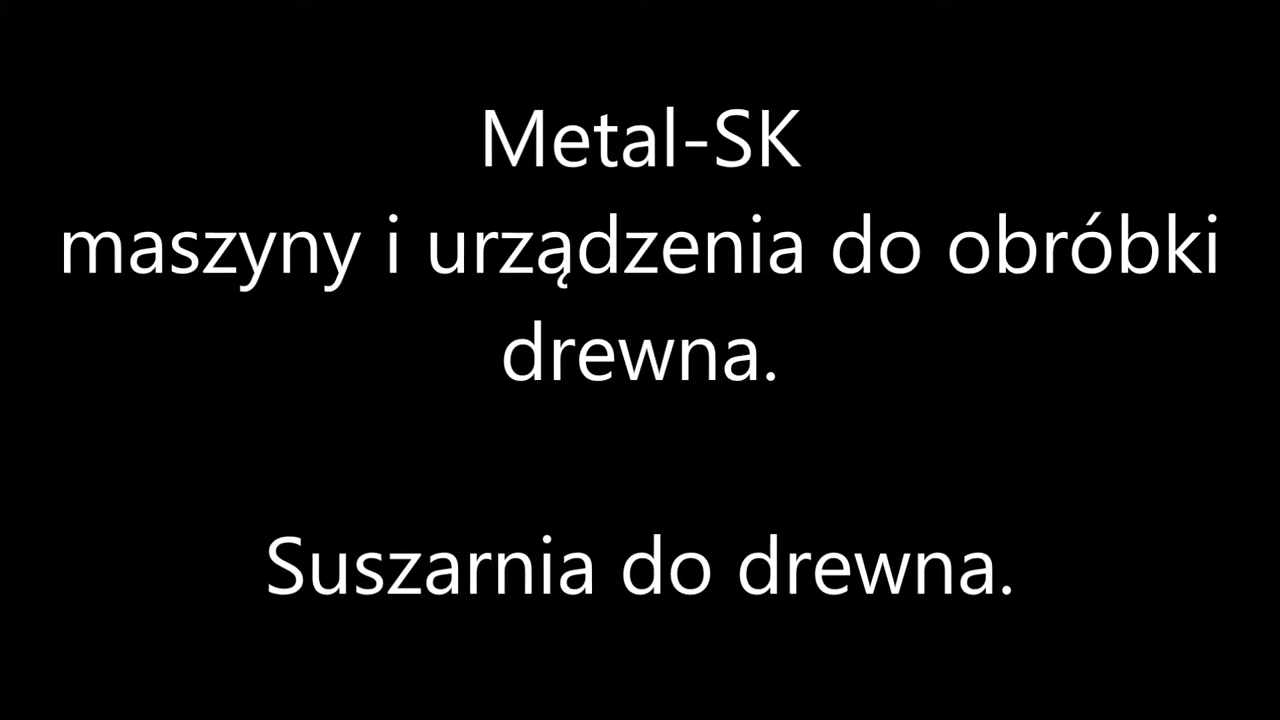 Metal-SK
maszyny i urządzenia do obróbki
drewna.
Suszarnia do drewna.